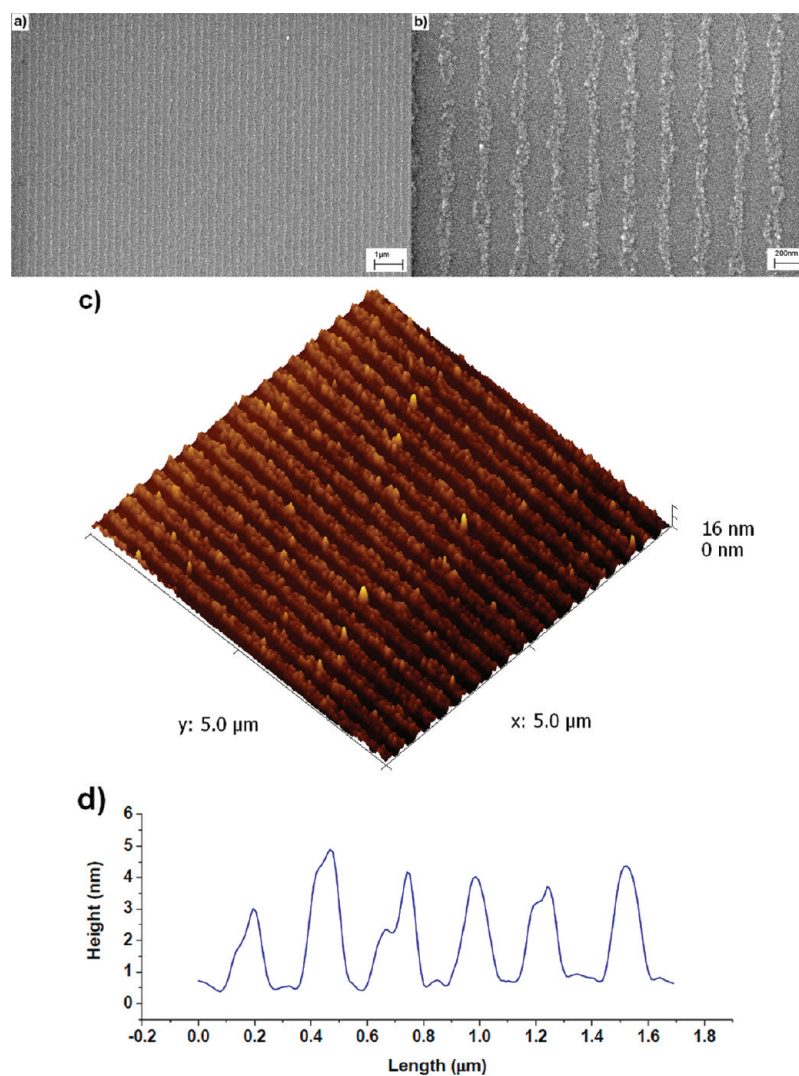 a)
b)
1µm
200nm
c)
16 nm
0 nm
y: 5.0 µm
x: 5.0 µm
d)
6
5
4
3
2
1
0
Height (nm)
-0.2 0.0 0.2 0.4 0.6 0.8 1.0 1.2 1.4 1.6 1.8
Length (µm)